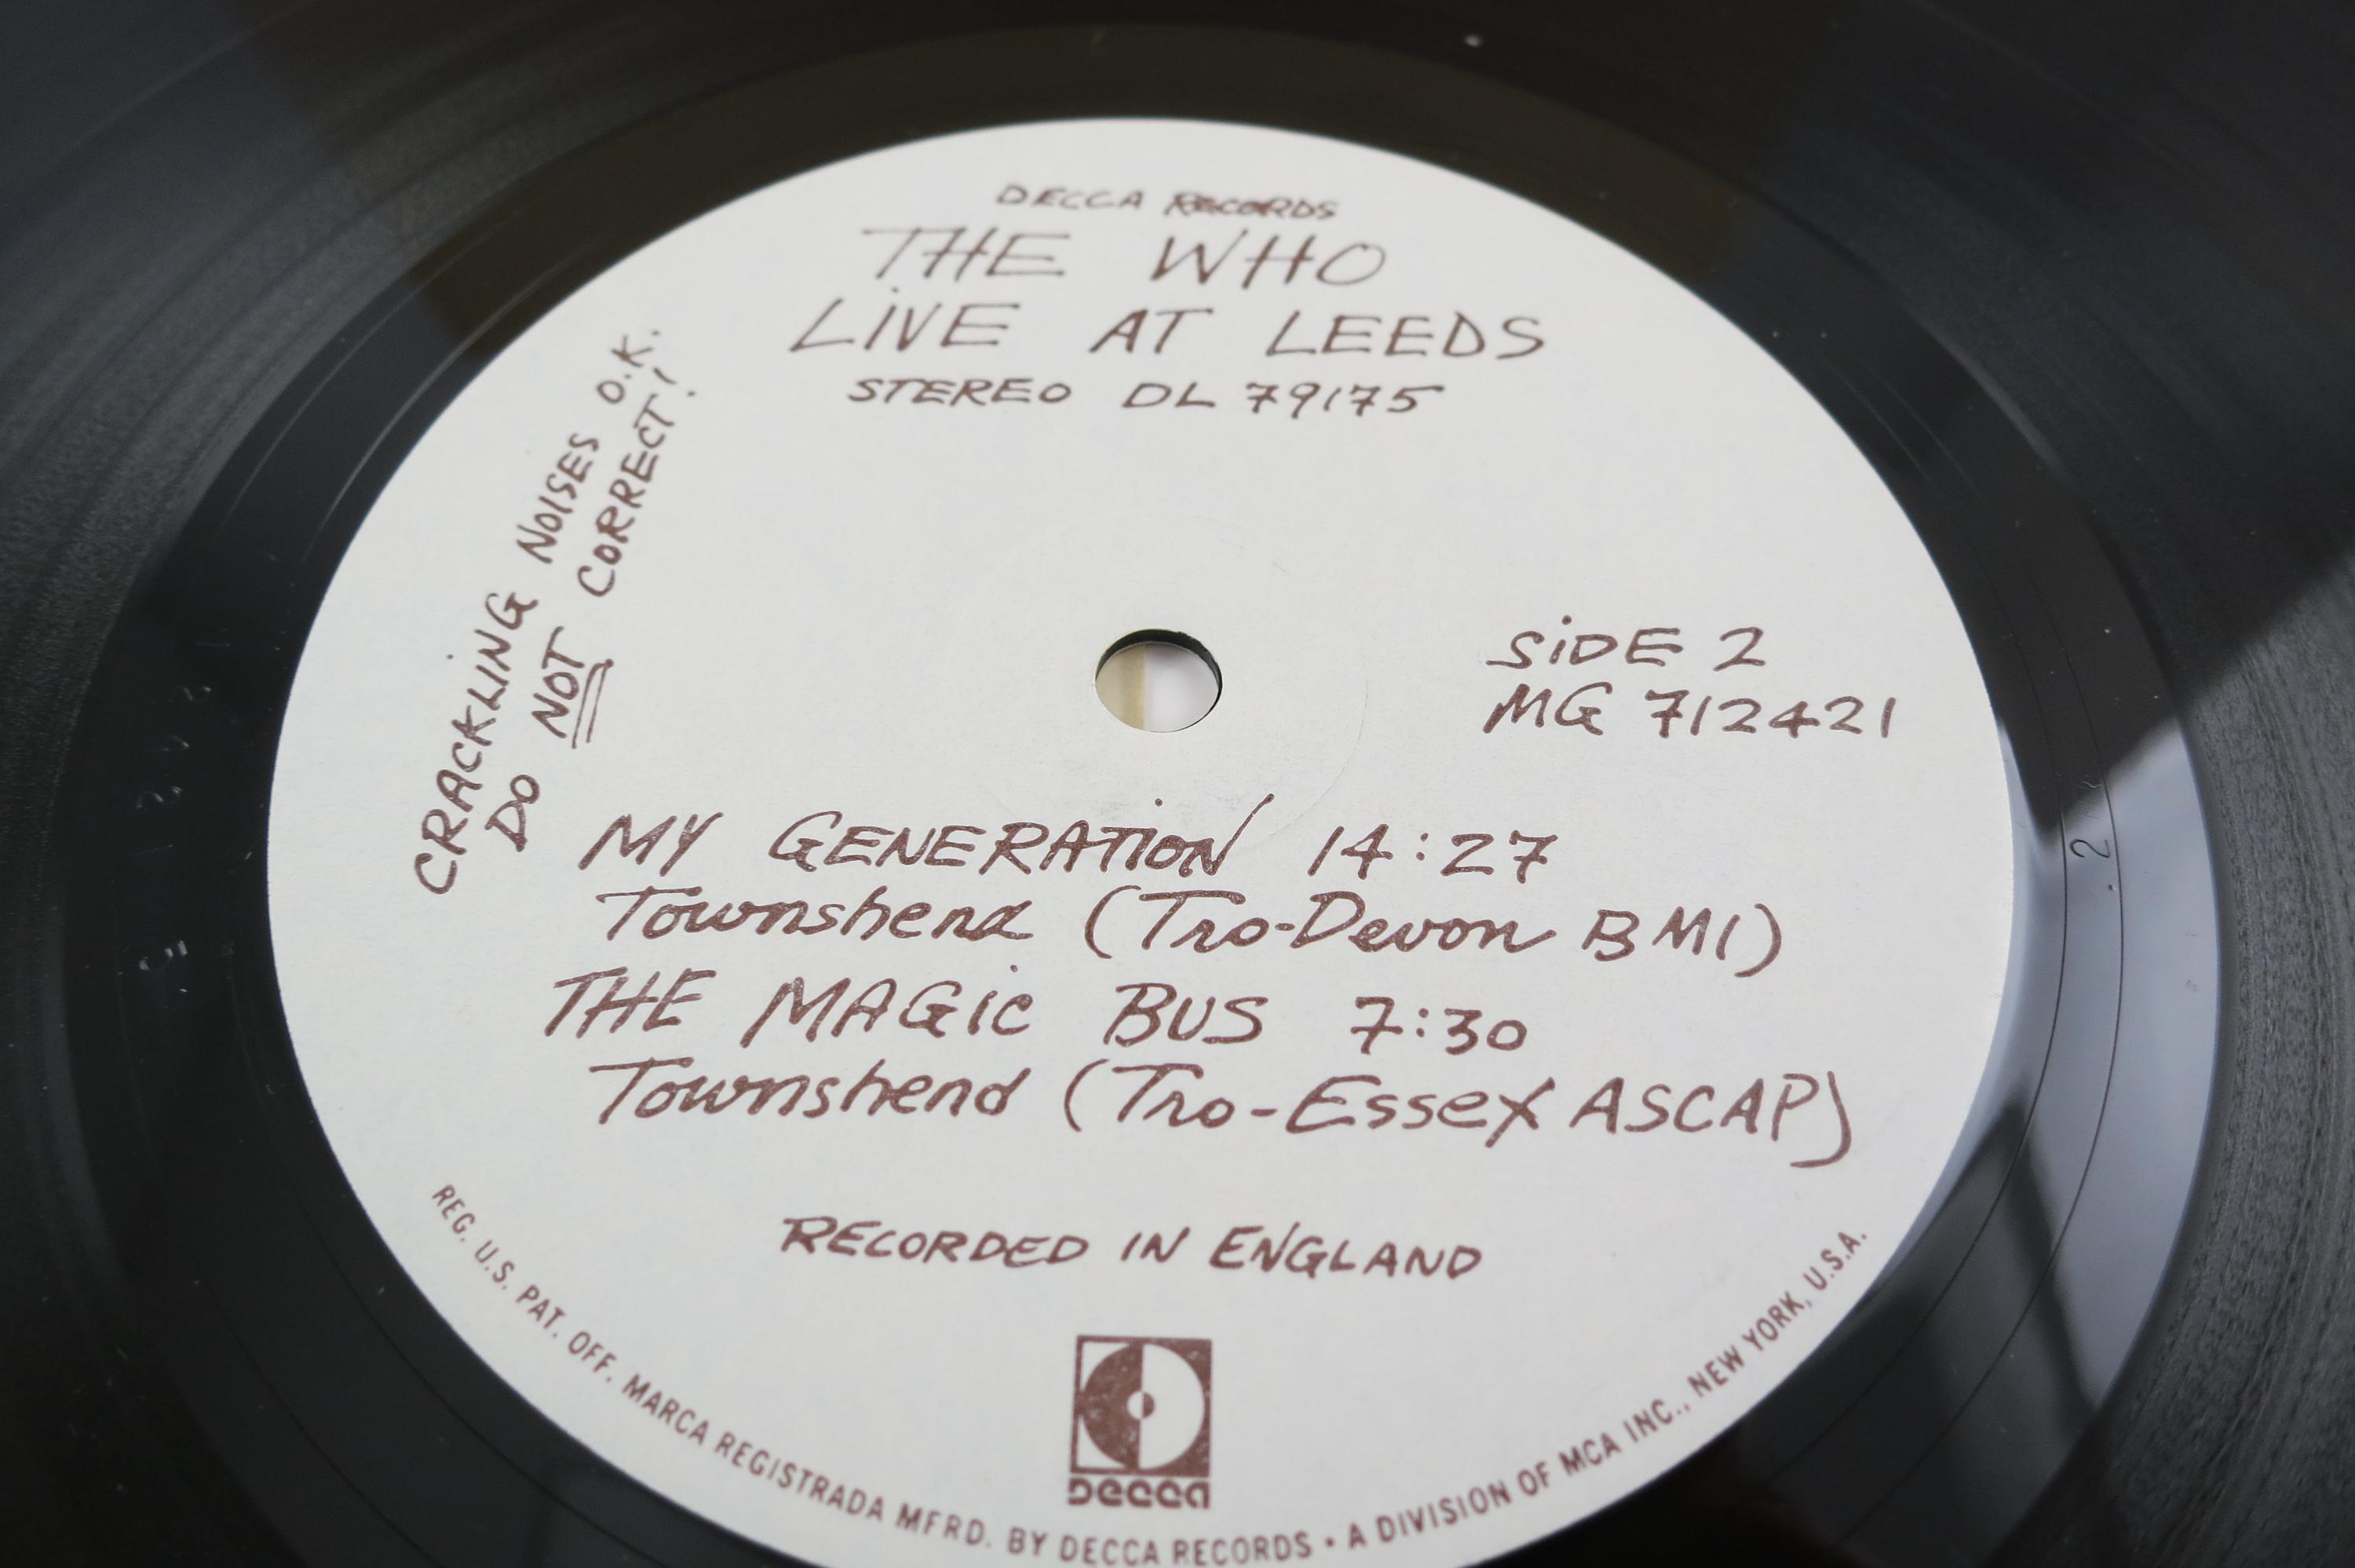 DECCA RECORDS
THE WHO
LiVE AT LEEDS
STEREO DL 79175
CRACKLING NOISES O.K.
DO NOT CORRECT!
SiDE 2
MG 712421
MY GENERATiON 14:27
Townshend (Tro-Devon BMI)
THE MAGiC BUS 7:30
Townshend (Tro-Essex ASCAP)
RECORDED IN ENGLAND
DECCA
REG. U.S. PAT. OFF. MARCA REGISTRADA MFRD. BY DECCA RECORDS • A DIVISION OF MCA INC., NEW YORK, U.S.A.
2